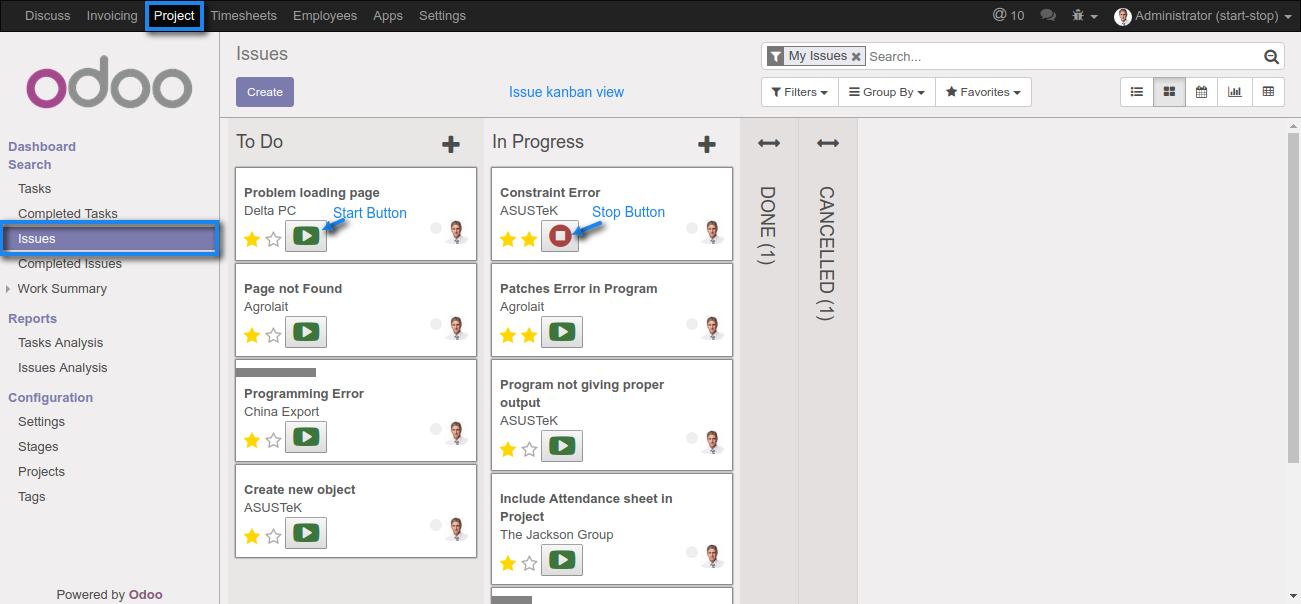 Discuss Invoicing Project Timesheets Employees Apps Settings @ 10 Administrator (start-stop)
odoo
Dashboard
Search
Tasks
Completed Tasks
Issues
Completed Issues
Work Summary
Reports
Tasks Analysis
Issues Analysis
Configuration
Settings
Stages
Projects
Tags
Powered by Odoo
Issues
My Issues Search...
Create
Issue kanban view
Filters Group By Favorites
To Do
Problem loading page
Delta PC
Start Button
Page not Found
Agrolait
Programming Error
China Export
Create new object
ASUSTeK
In Progress
Constraint Error
ASUSTeK
Stop Button
Patches Error in Program
Agrolait
Program not giving proper
output
ASUSTeK
Include Attendance sheet in
Project
The Jackson Group
DONE (1)
CANCELLED (1)